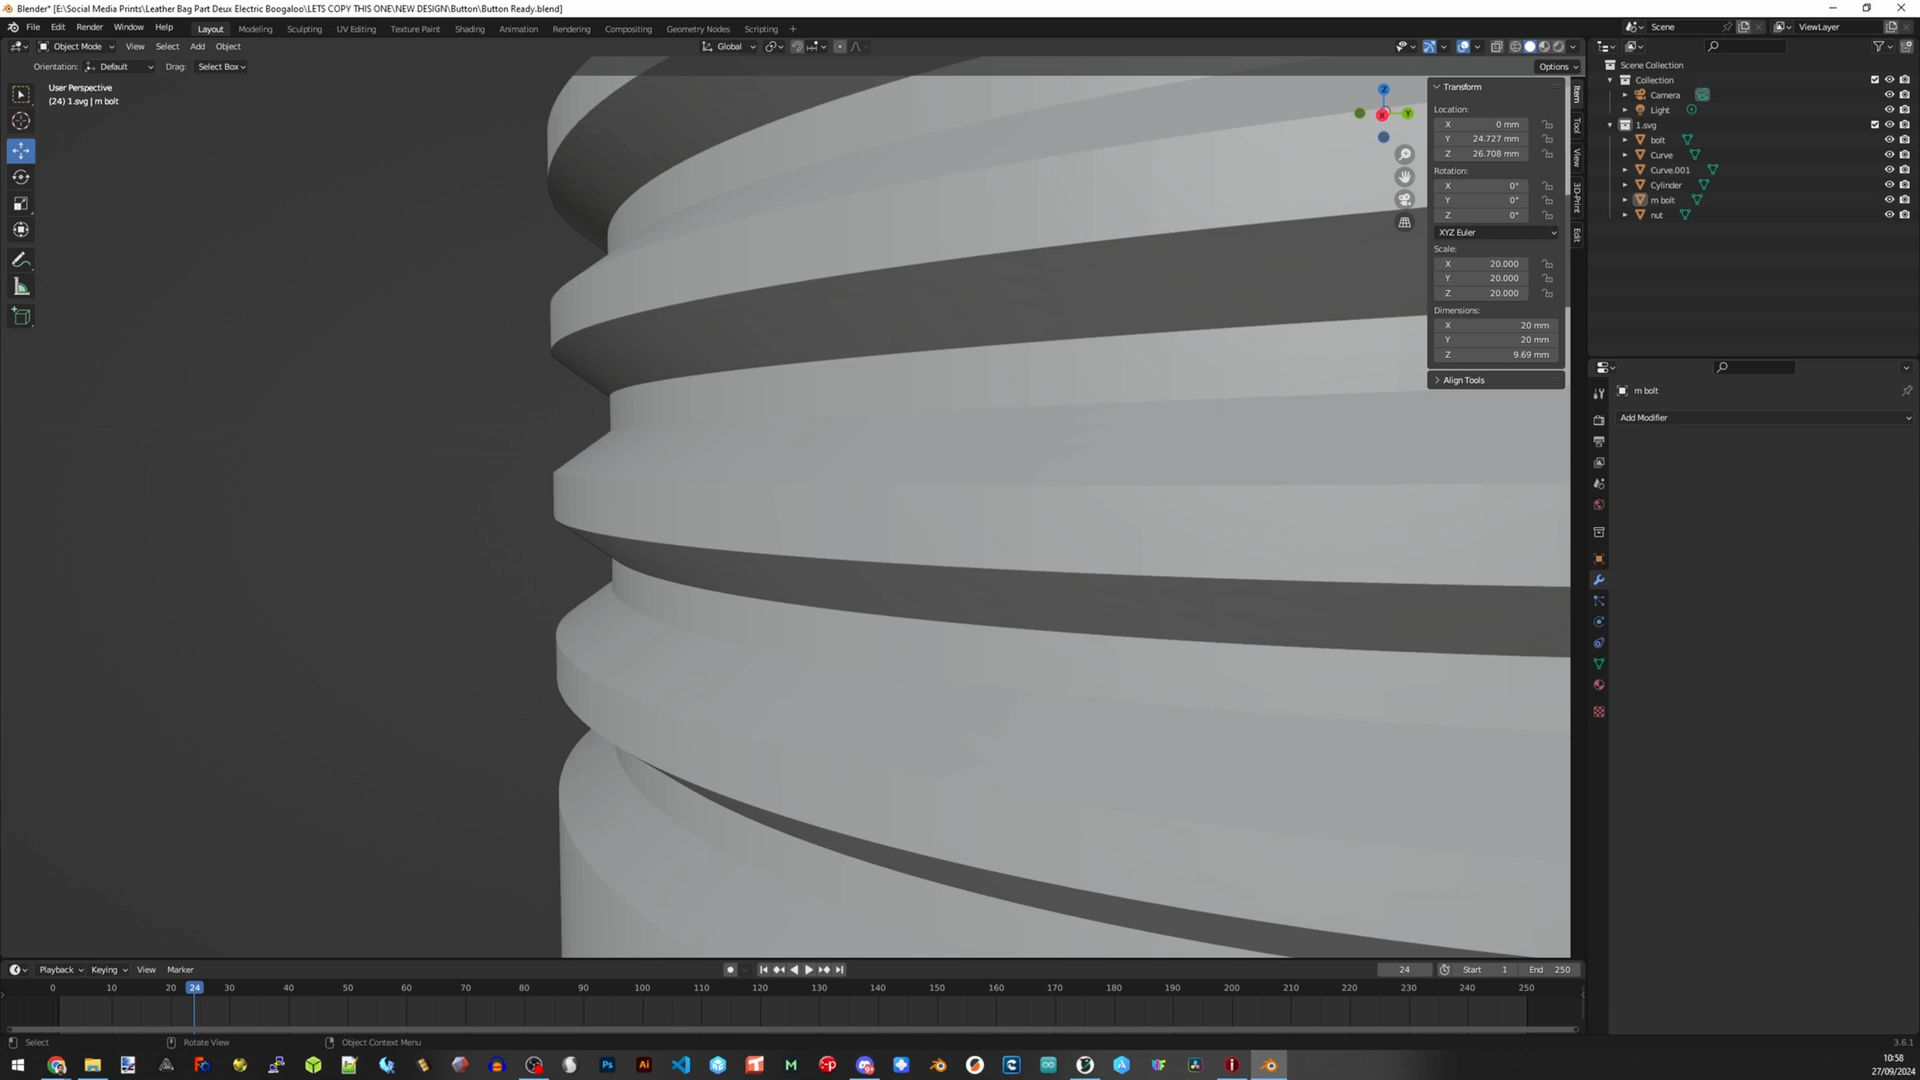 Blender* [E:\Social Media Prints\Leather Bag Part Deux Electric Boogaloo\LETS COPY THIS ONE\NEW DESIGN\Button\Button Ready.blend]
File Edit Render Window Help Layout Modeling Sculpting UV Editing Texture Paint Shading Animation Rendering Compositing Geometry Nodes Scripting + Scene ViewLayer
Object Mode View Select Add Object Global
Orientation: Default Drag: Select Box Options
User Perspective
(24) 1.svg | m bolt
Transform
Location:
X 0 mm
Y 24.727 mm
Z 26.708 mm
Rotation:
X 0°
Y 0°
Z 0°
XYZ Euler
Scale:
X 20.000
Y 20.000
Z 20.000
Dimensions:
X 20 mm
Y 20 mm
Z 9.69 mm
Align Tools
Item
Tool
View
3D-Print
Edit
Z
X
Y
Scene Collection
Collection
Camera
Light
1.svg
bolt
Curve
Curve.001
Cylinder
m bolt
nut
m bolt
Add Modifier
Playback Keying View Marker 24 Start 1 End 250
0 10 20 24 30 40 50 60 70 80 90 100 110 120 130 140 150 160 170 180 190 200 210 220 230 240 250
Select Rotate View Object Context Menu
3.6.1
Ps Ai
10:58
27/09/2024